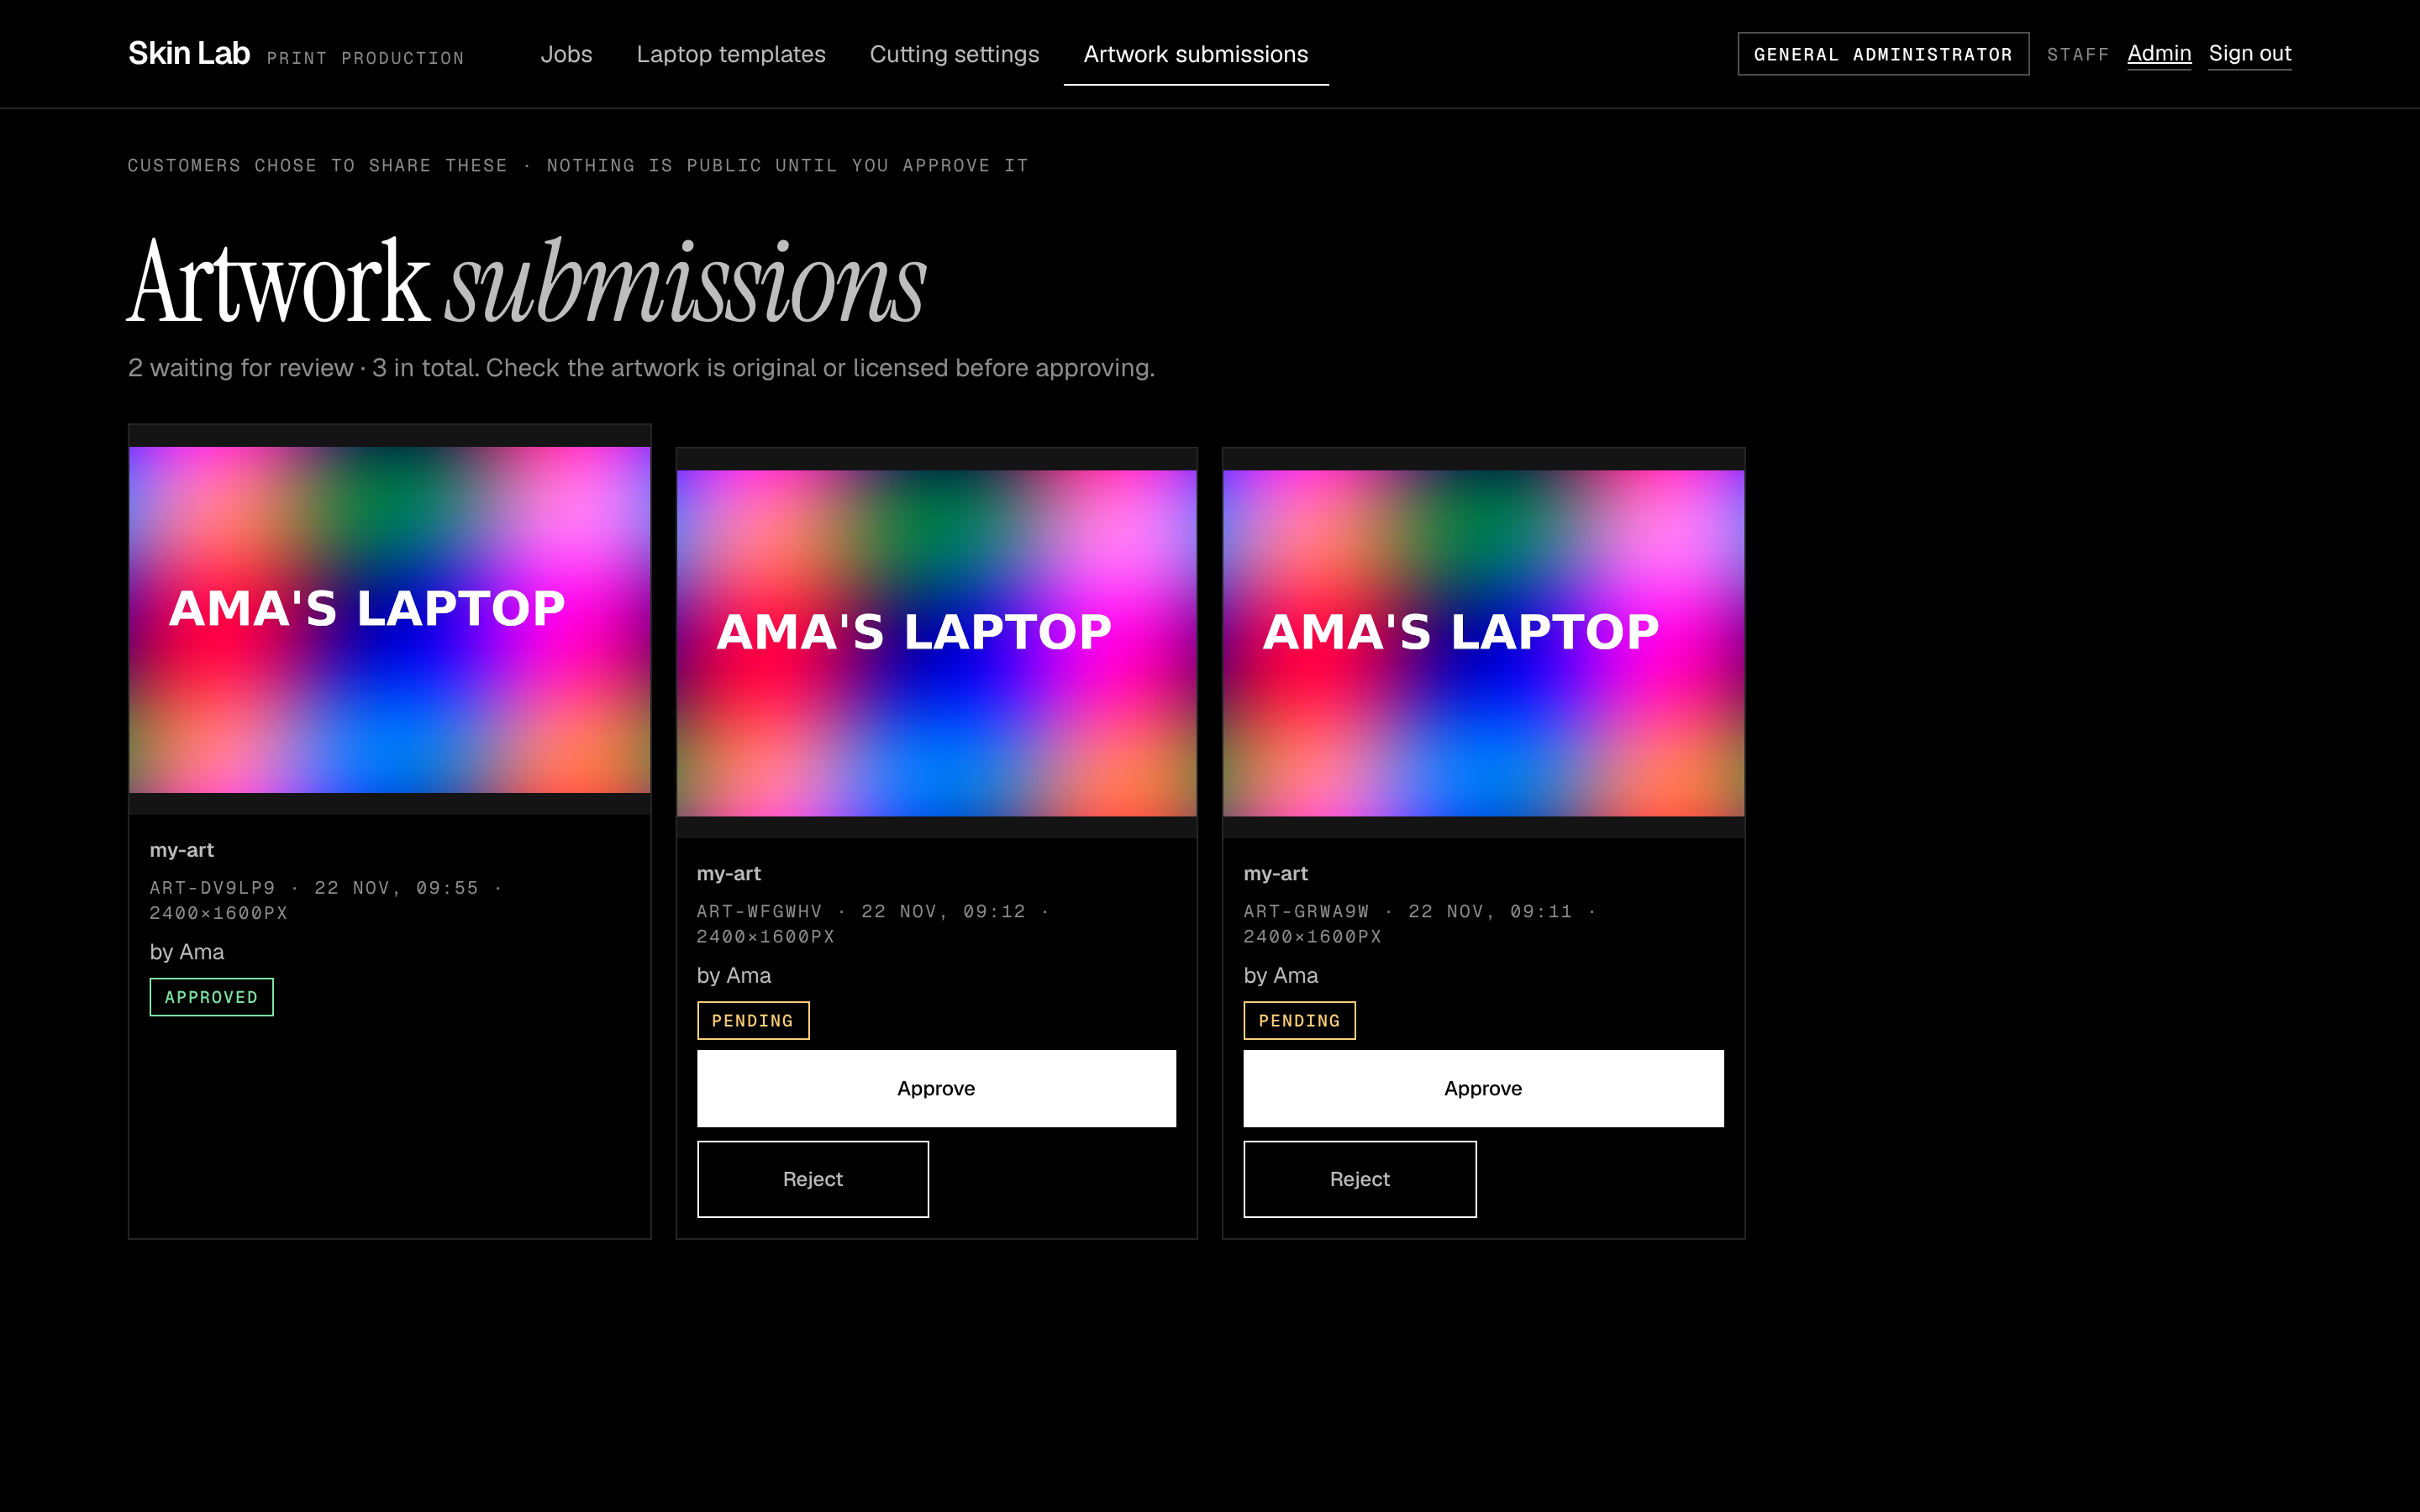 Skin Lab PRINT PRODUCTION Jobs Laptop templates Cutting settings Artwork submissions GENERAL ADMINISTRATOR STAFF Admin Sign out
CUSTOMERS CHOSE TO SHARE THESE · NOTHING IS PUBLIC UNTIL YOU APPROVE IT
Artwork submissions
2 waiting for review · 3 in total. Check the artwork is original or licensed before approving.
AMA'S LAPTOP
my-art
ART-DV9LP9 · 22 NOV, 09:55 ·
2400×1600PX
by Ama
APPROVED
AMA'S LAPTOP
my-art
ART-WFGWHV · 22 NOV, 09:12 ·
2400×1600PX
by Ama
PENDING
Approve
Reject
AMA'S LAPTOP
my-art
ART-GRWA9W · 22 NOV, 09:11 ·
2400×1600PX
by Ama
PENDING
Approve
Reject